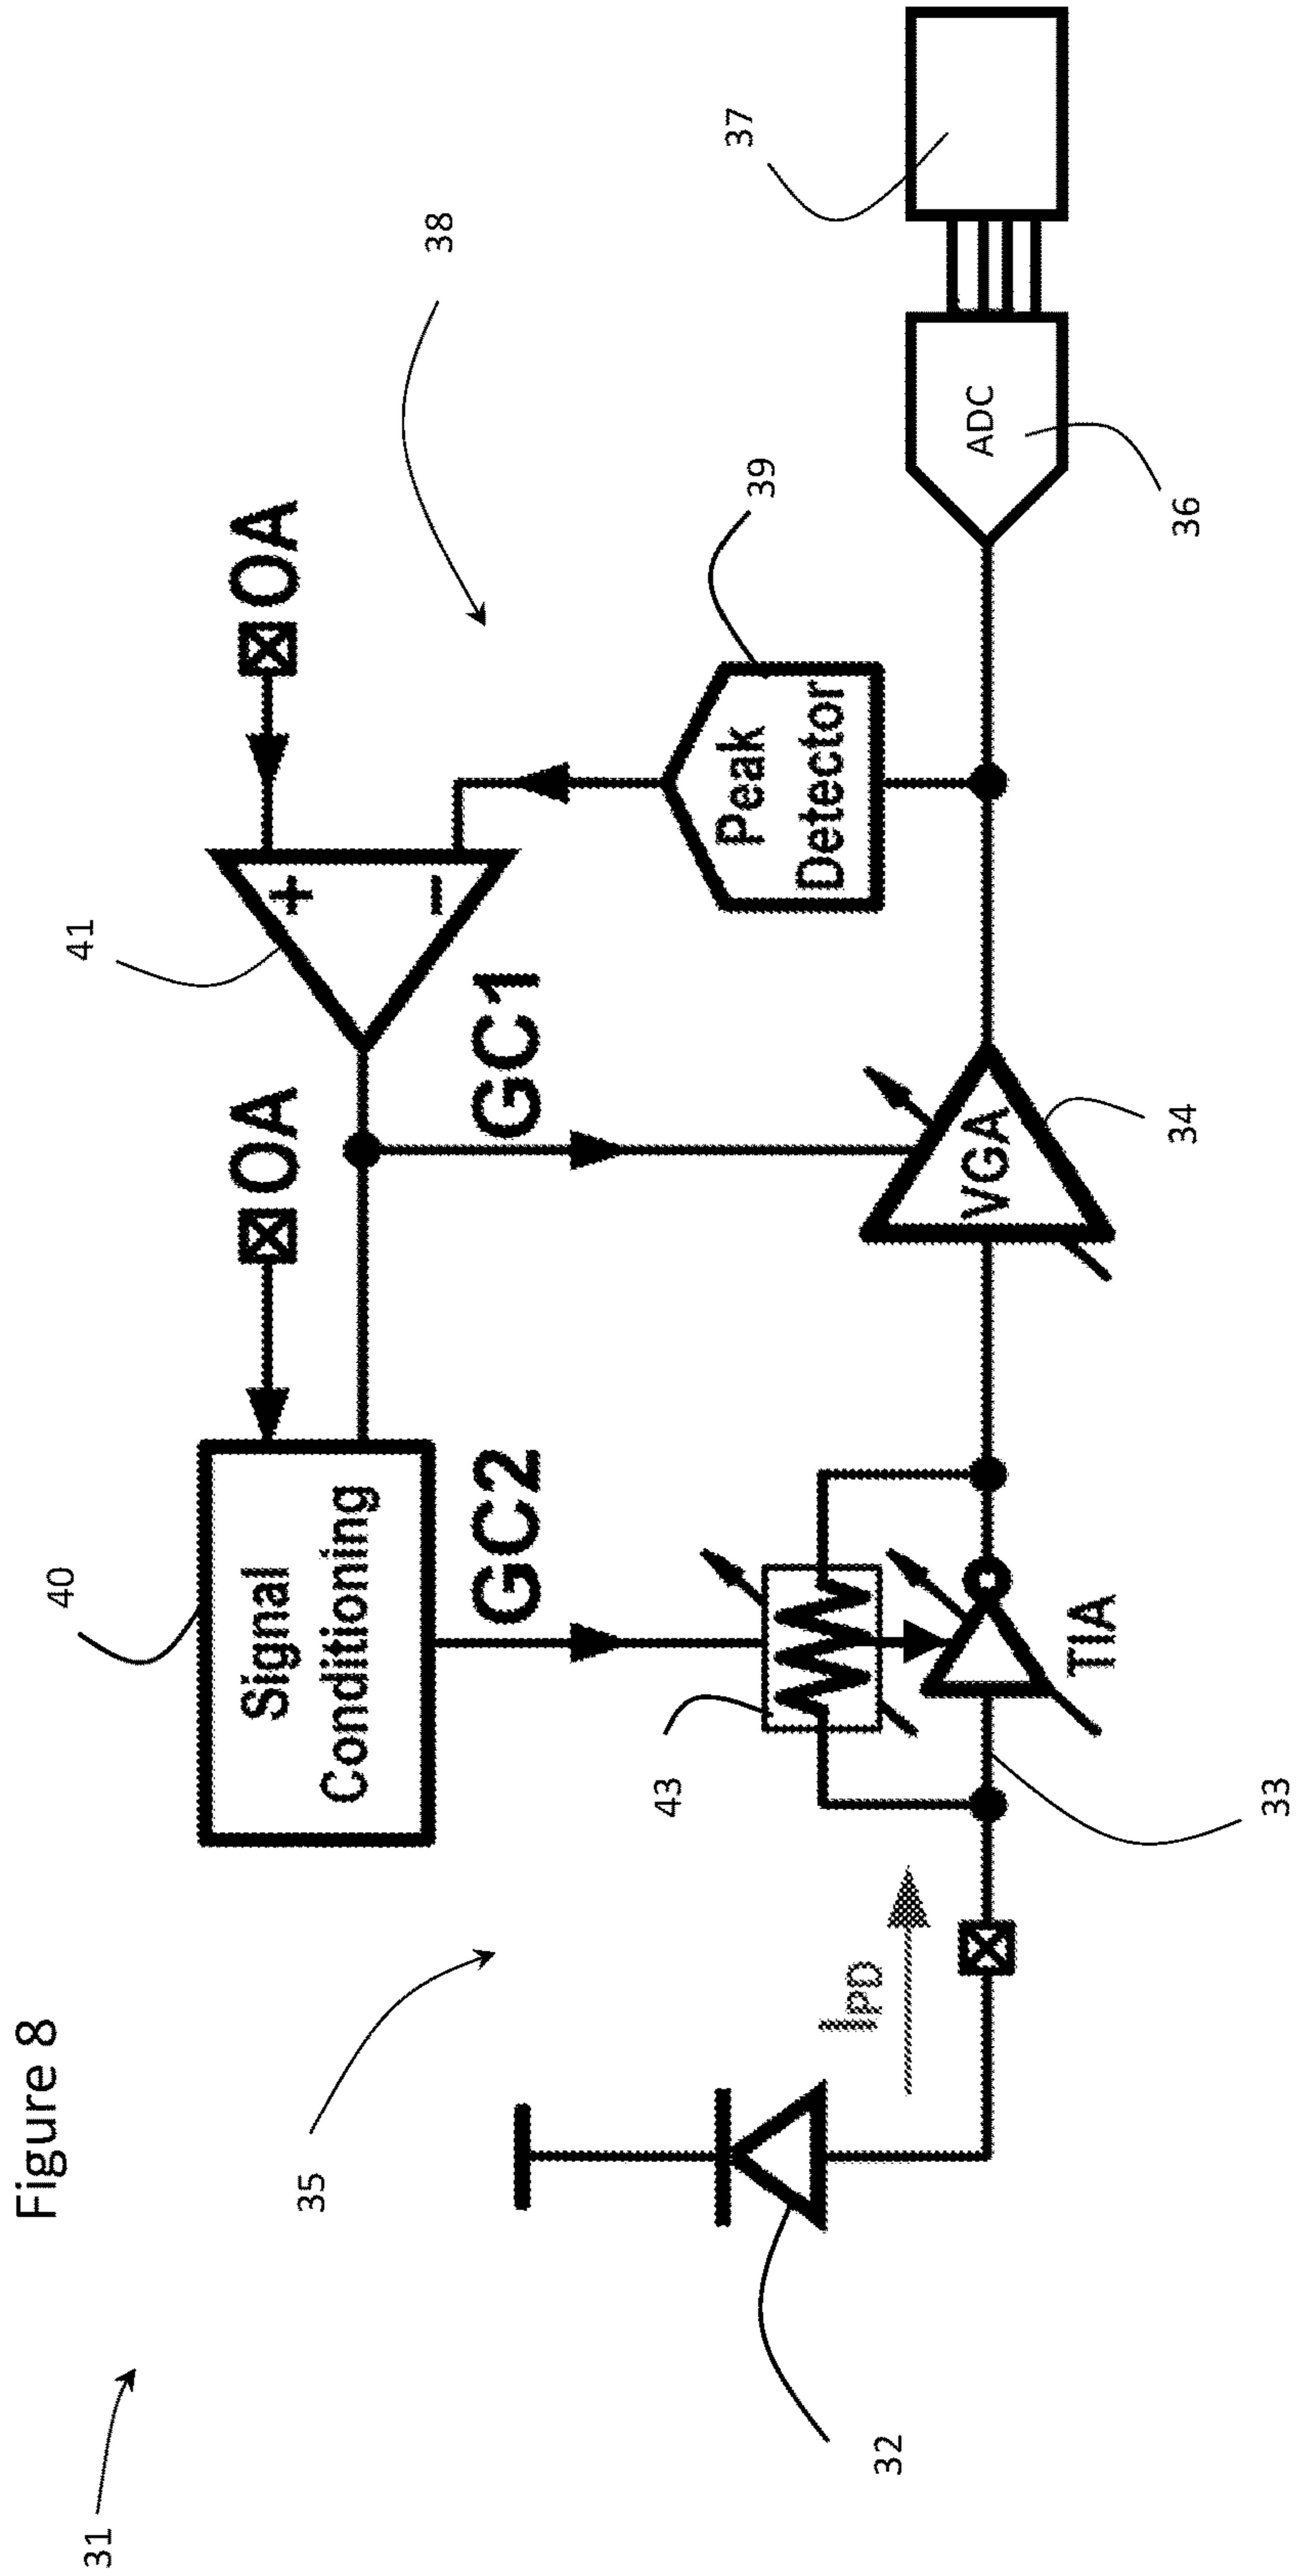 Figure 8
31
35
38
40
Signal
Conditioning
OA
41
+
−
OA
GC2
GC1
Peak
Detector
39
37
32
I_PD
43
TIA
33
VGA
34
ADC
36